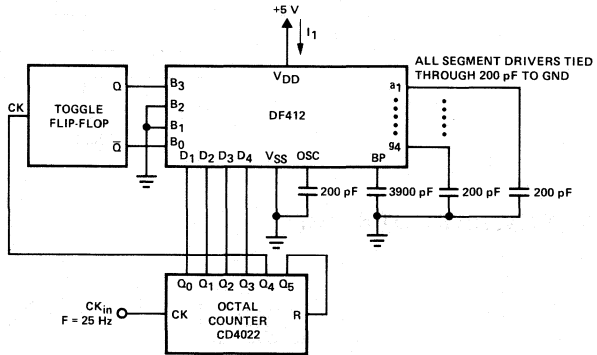 +5 V
I1
VDD
ALL SEGMENT DRIVERS TIED
THROUGH 200 pF TO GND
CK
TOGGLE
FLIP-FLOP
Q
Q̅
B3
B2
B1
B0
DF412
a1
g4
D1 D2 D3 D4 VSS OSC BP
200 pF
3900 pF
200 pF
200 pF
Q0 Q1 Q2 Q3 Q4 Q5
CKin
F = 25 Hz
CK
OCTAL
COUNTER
CD4022
R